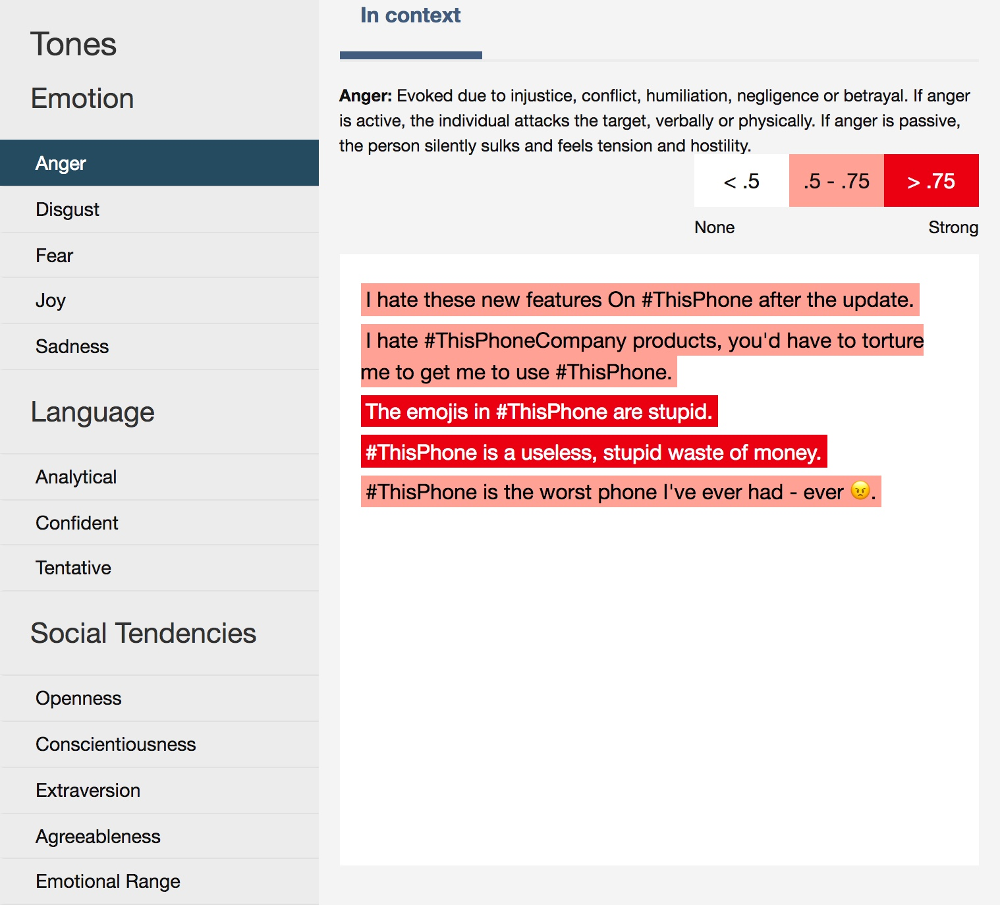 Tones
Emotion
Anger
Disgust
Fear
Joy
Sadness
Language
Analytical
Confident
Tentative
Social Tendencies
Openness
Conscientiousness
Extraversion
Agreeableness
Emotional Range
In context
Anger: Evoked due to injustice, conflict, humiliation, negligence or betrayal. If anger
is active, the individual attacks the target, verbally or physically. If anger is passive,
the person silently sulks and feels tension and hostility.
< .5 .5 - .75 > .75
None Strong
I hate these new features On #ThisPhone after the update.
I hate #ThisPhoneCompany products, you'd have to torture
me to get me to use #ThisPhone.
The emojis in #ThisPhone are stupid.
#ThisPhone is a useless, stupid waste of money.
#ThisPhone is the worst phone I've ever had - ever 😠.